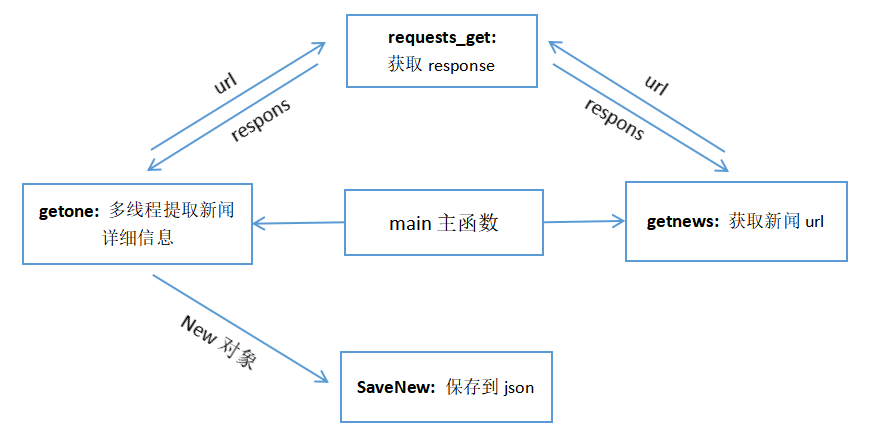 requests_get:
获取 response
url
respons
url
respons
getone: 多线程提取新闻
详细信息
main 主函数
getnews: 获取新闻 url
New 对象
SaveNew: 保存到 json